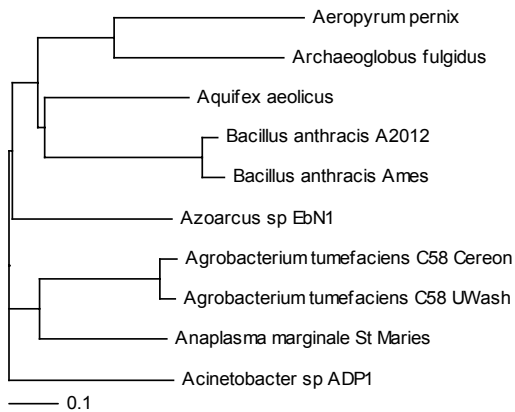 Aeropyrum pernix
Archaeoglobus fulgidus
Aquifex aeolicus
Bacillus anthracis A2012
Bacillus anthracis Ames
Azoarcus sp EbN1
Agrobacterium tumefaciens C58 Cereon
Agrobacterium tumefaciens C58 UWash
Anaplasma marginale St Maries
Acinetobacter sp ADP1
0.1